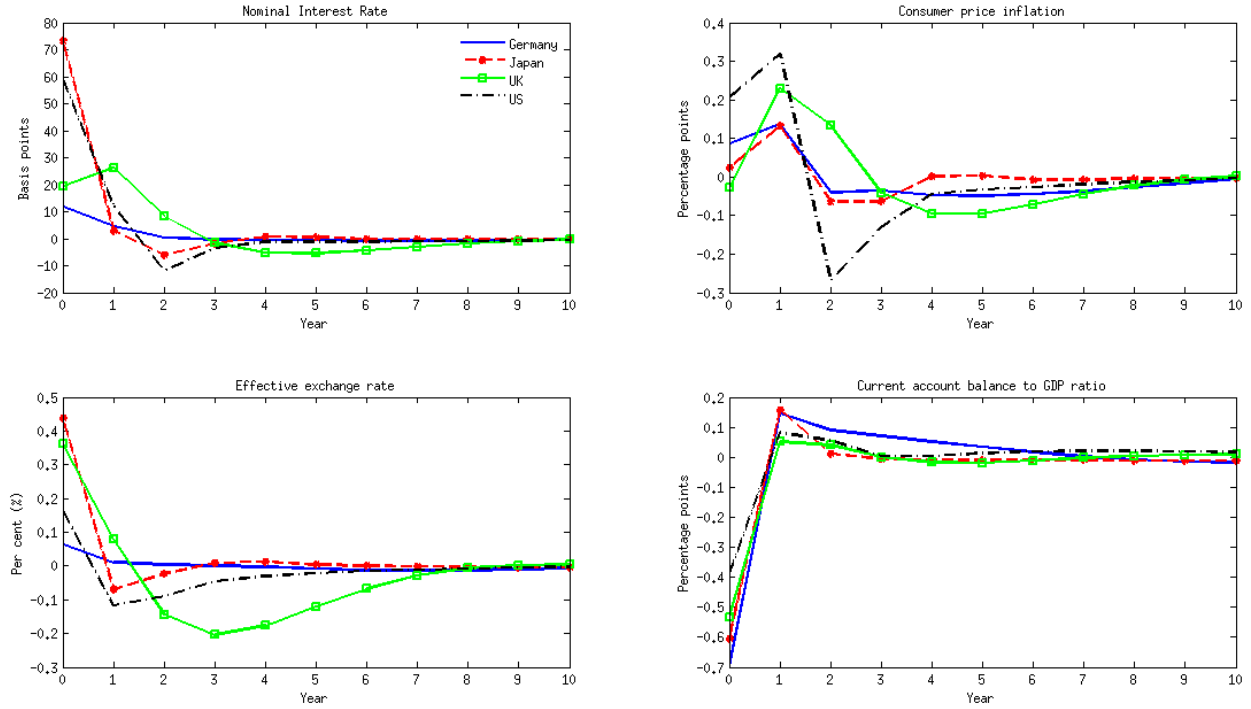 Nominal Interest Rate
80
70
60
50
40
30
20
10
0
-10
-20
Basis points
0 1 2 3 4 5 6 7 8 9 10
Year
Germany
Japan
UK
US
Consumer price inflation
0.4
0.3
0.2
0.1
0
-0.1
-0.2
-0.3
Percentage points
0 1 2 3 4 5 6 7 8 9 10
Year
Effective exchange rate
0.5
0.4
0.3
0.2
0.1
0
-0.1
-0.2
-0.3
Per cent (%)
0 1 2 3 4 5 6 7 8 9 10
Year
Current account balance to GDP ratio
0.2
0.1
0
-0.1
-0.2
-0.3
-0.4
-0.5
-0.6
-0.7
Percentage points
0 1 2 3 4 5 6 7 8 9 10
Year